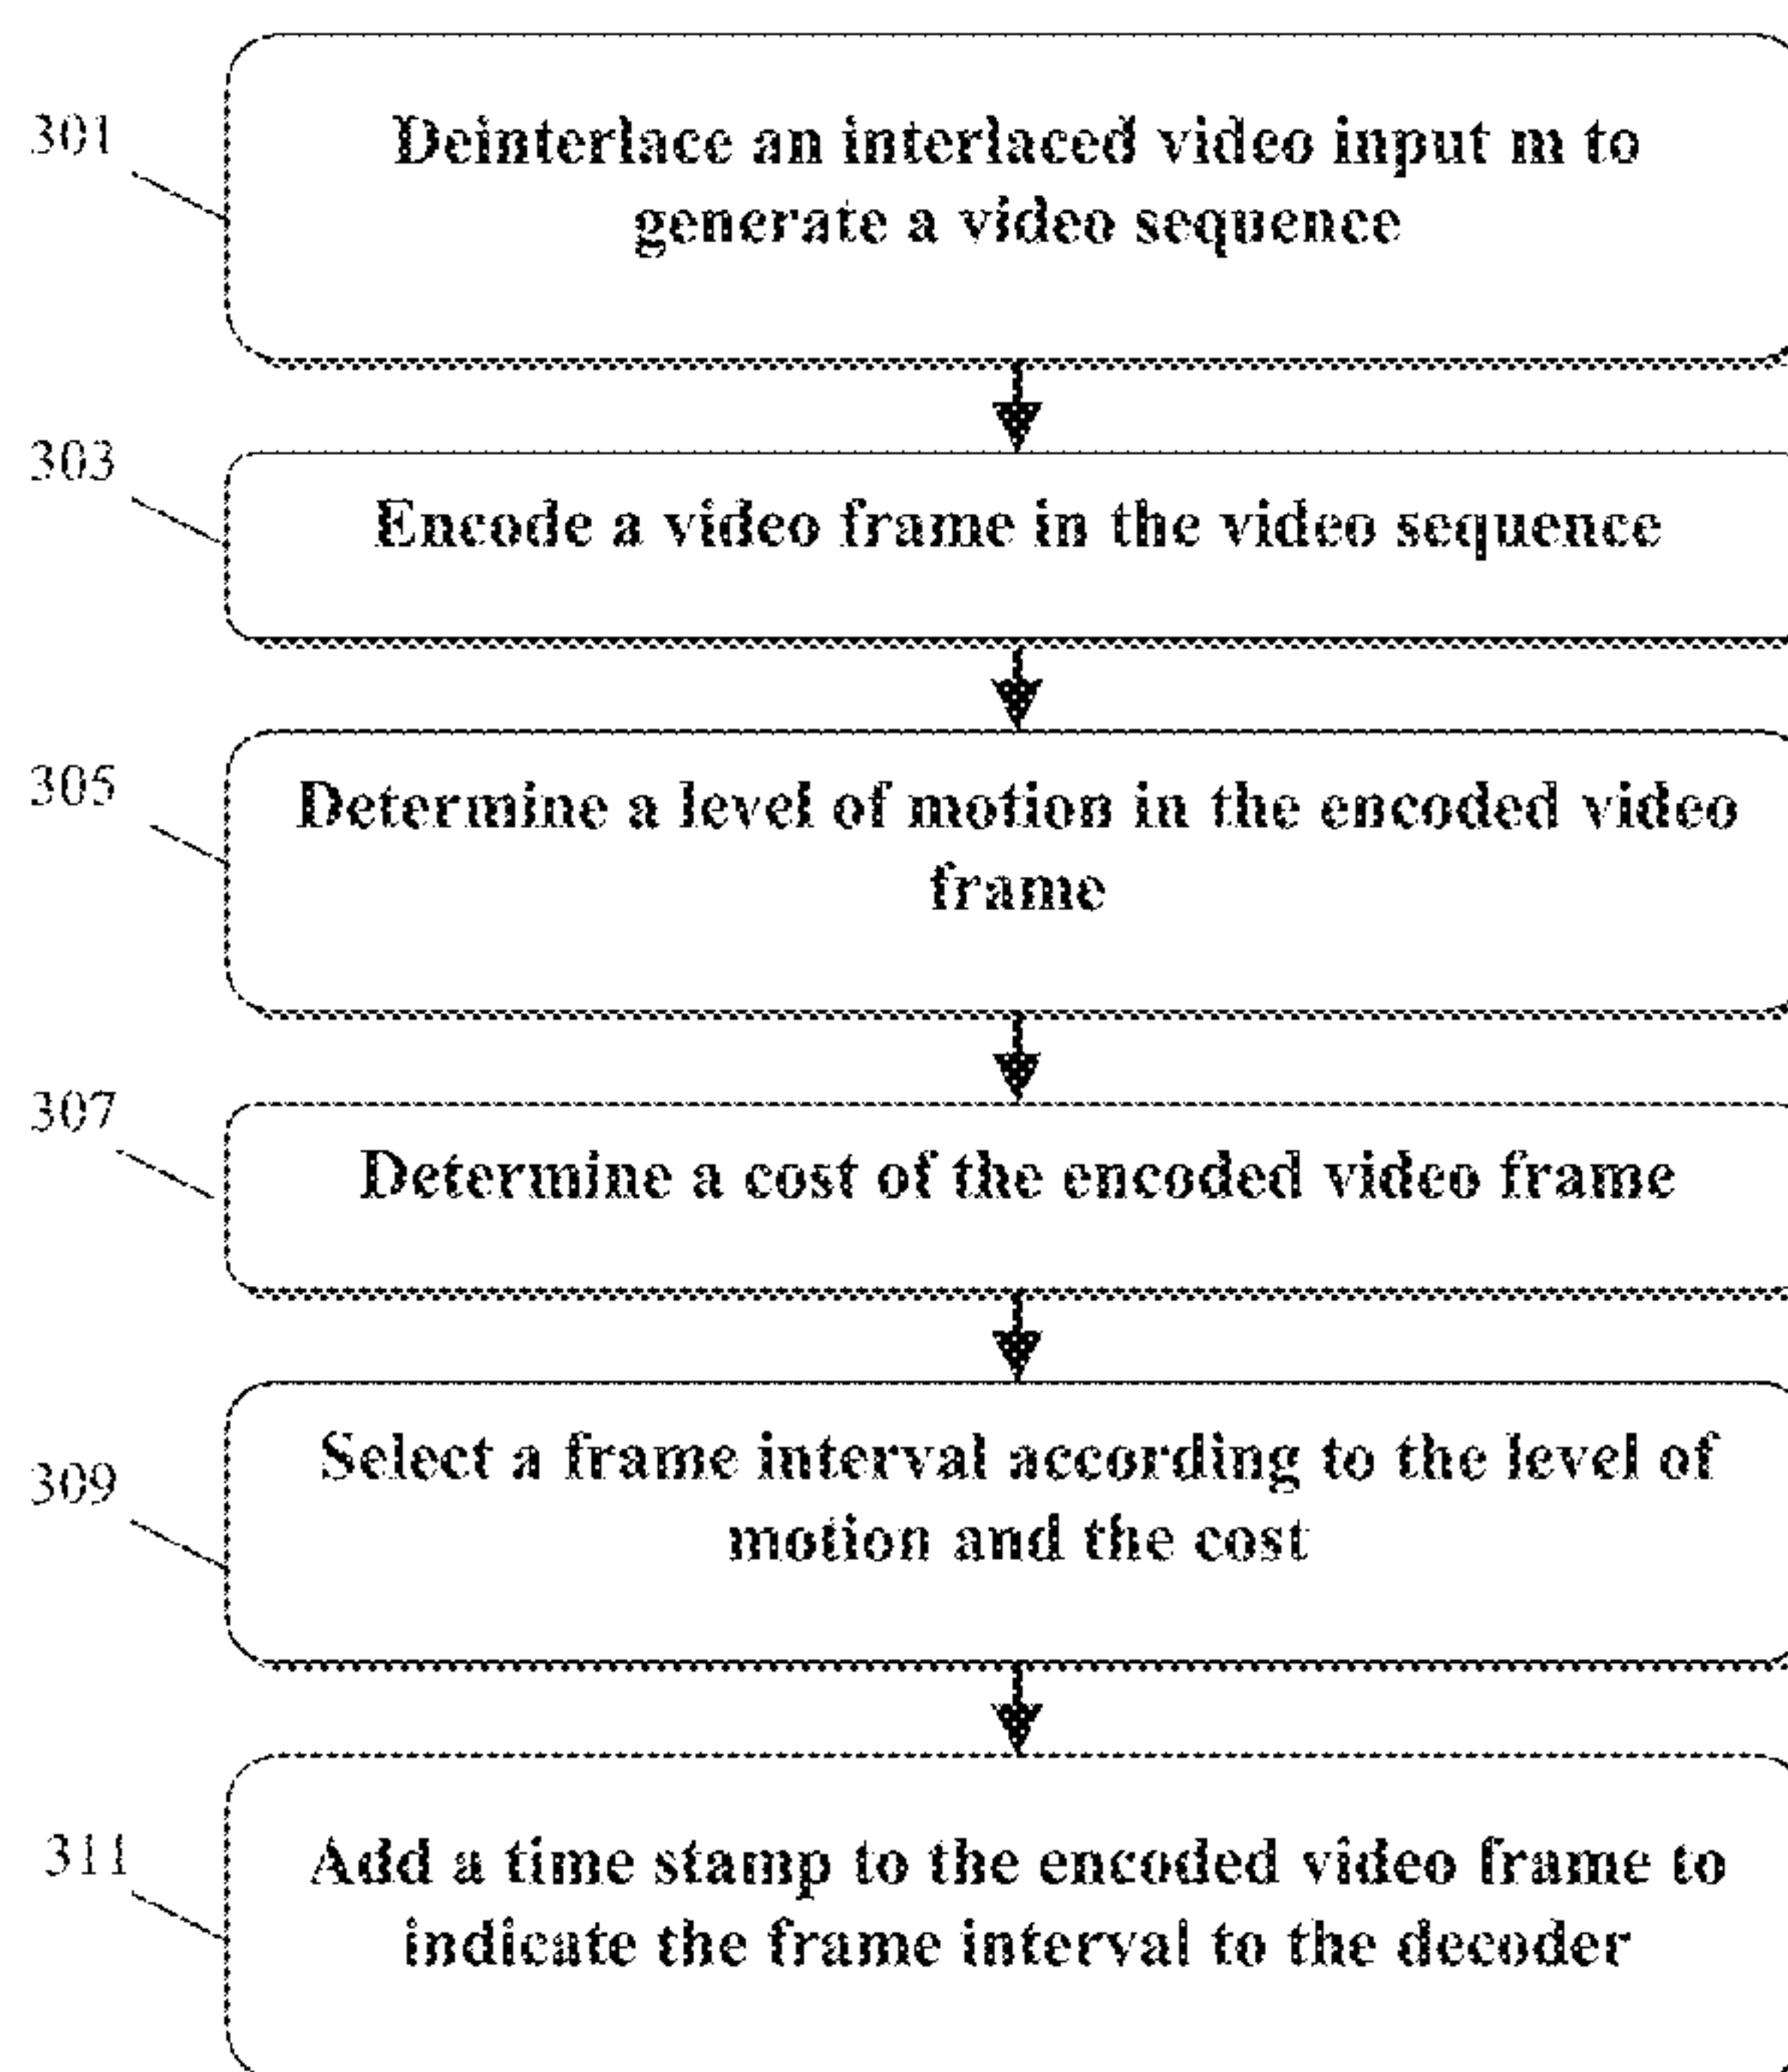 301
Deinterlace an interlaced video input m to
generate a video sequence
303
Encode a video frame in the video sequence
305
Determine a level of motion in the encoded video
frame
307
Determine a cost of the encoded video frame
309
Select a frame interval according to the level of
motion and the cost
311
Add a time stamp to the encoded video frame to
indicate the frame interval to the decoder